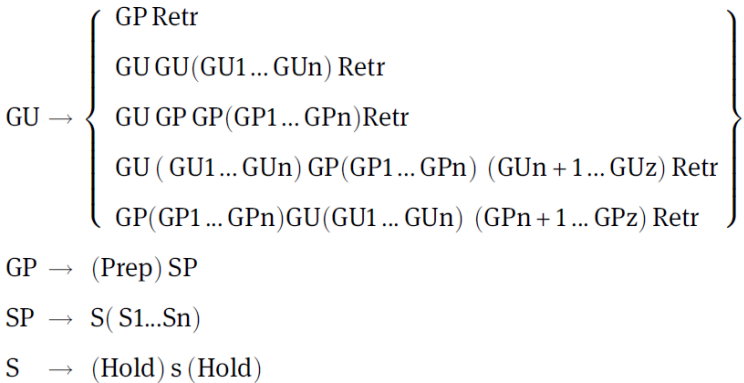 GP Retr
GU GU(GU1 ... GUn) Retr
GU → { GU GP GP(GP1 ... GPn)Retr }
GU ( GU1 ... GUn) GP(GP1 ... GPn) (GUn + 1 ... GUz) Retr
GP(GP1 ... GPn)GU(GU1 ... GUn) (GPn + 1 ... GPz) Retr
GP → (Prep) SP
SP → S( S1...Sn)
S → (Hold) s (Hold)